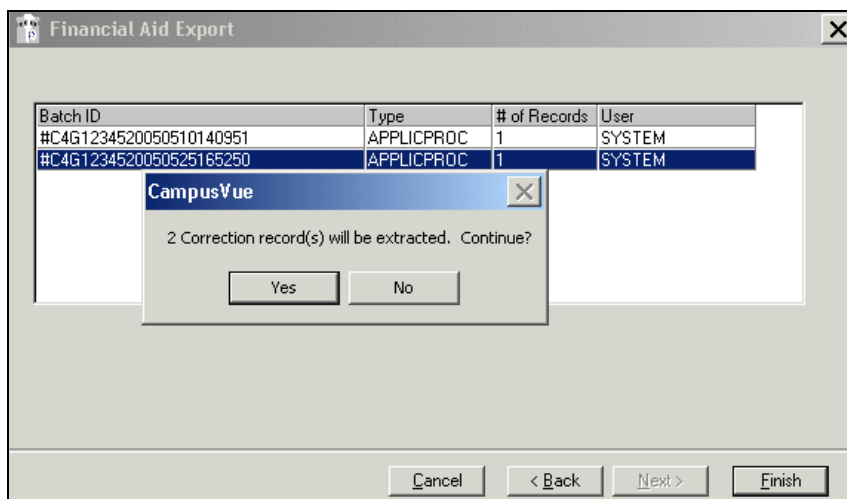 Financial Aid Export
Batch ID Type # of Records User
#C4G1234520050510140951 APPLICPROC 1 SYSTEM
#C4G1234520050525165250 APPLICPROC 1 SYSTEM
CampusVue
2 Correction record(s) will be extracted. Continue?
Yes No
Cancel < Back Next > Finish